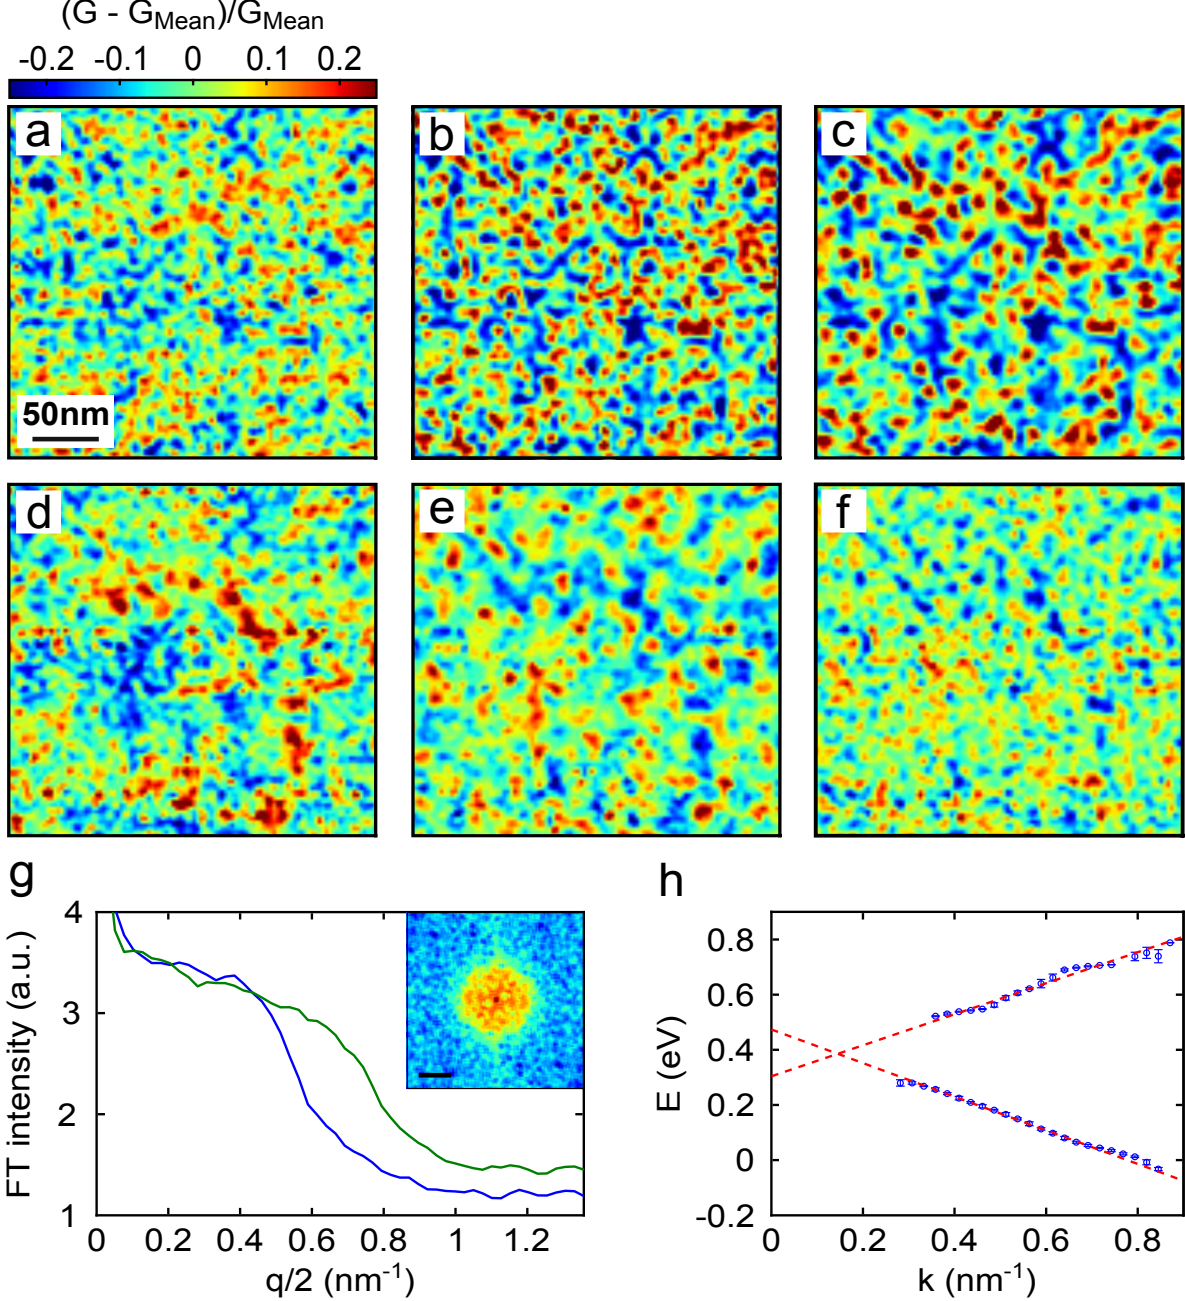 (G - GMean)/GMean
-0.2 -0.1 0 0.1 0.2
a
b
c
50nm
d
e
f
g
4
3
2
1
0 0.2 0.4 0.6 0.8 1 1.2
FT intensity (a.u.)
q/2 (nm-1)
h
0.8
0.6
0.4
0.2
0
-0.2
0 0.2 0.4 0.6 0.8
E (eV)
k (nm-1)